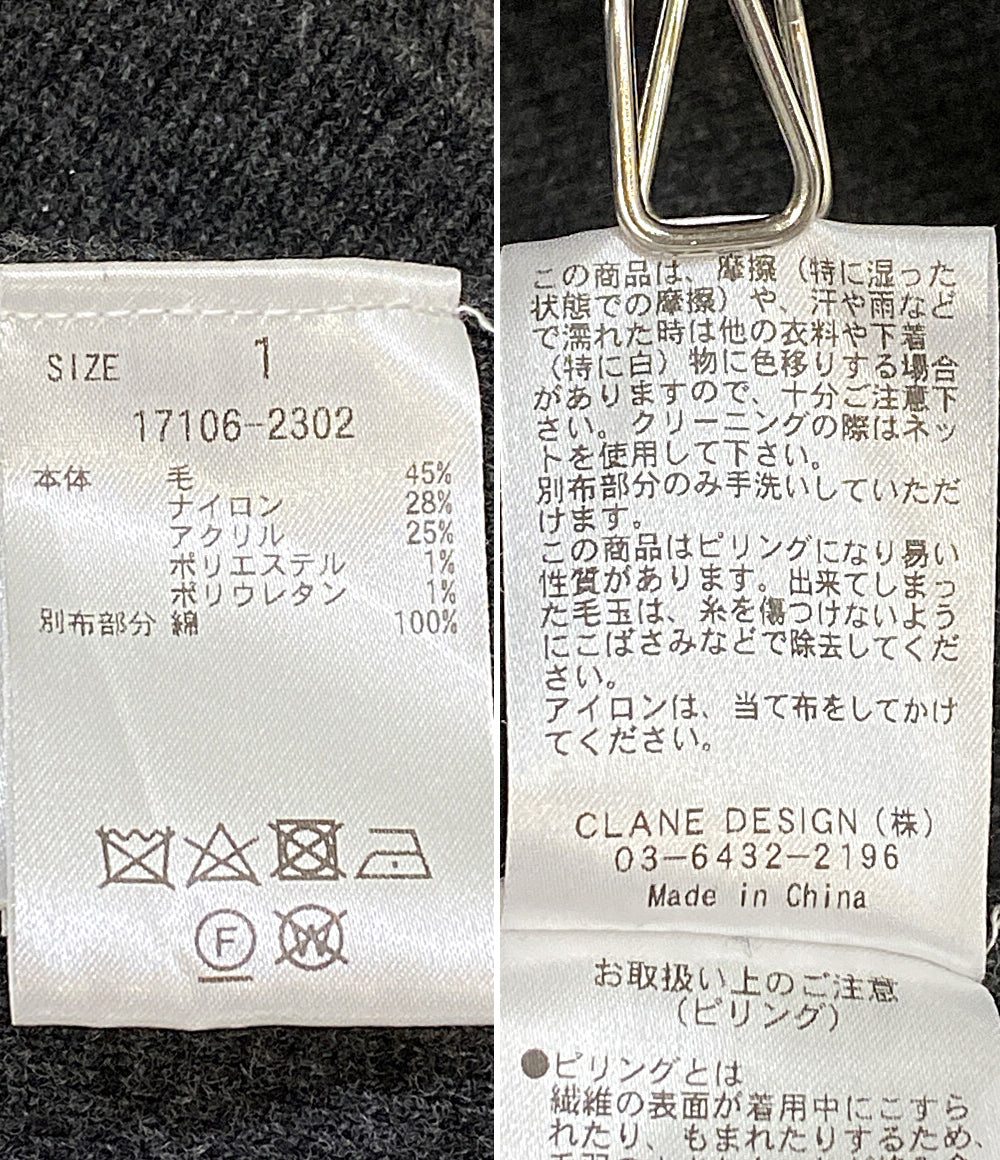 SIZE 1
17106-2302
本体 毛 45%
ナイロン 28%
アクリル 25%
ポリエステル 1%
ポリウレタン 1%
別布部分 綿 100%
F
W
この商品は、摩擦（特に湿った
状態での摩擦）や、汗や雨など
で濡れた時は他の衣料や下着
（特に白）物に色移りする場合
がありますので、十分ご注意下
さい。クリーニングの際はネッ
トを使用して下さい。
別布部分のみ手洗いしていただ
けます。
この商品はピリングになり易い
性質があります。出来てしまっ
た毛玉は、糸を傷つけないよう
にこばさみなどで除去してくだ
さい。
アイロンは、当て布をしてかけ
てください。
CLANE DESIGN（株）
03-6432-2196
Made in China
お取扱い上のご注意
（ピリング）
●ピリングとは
繊維の表面が着用中にこすら
れたり、もまれたりするため、